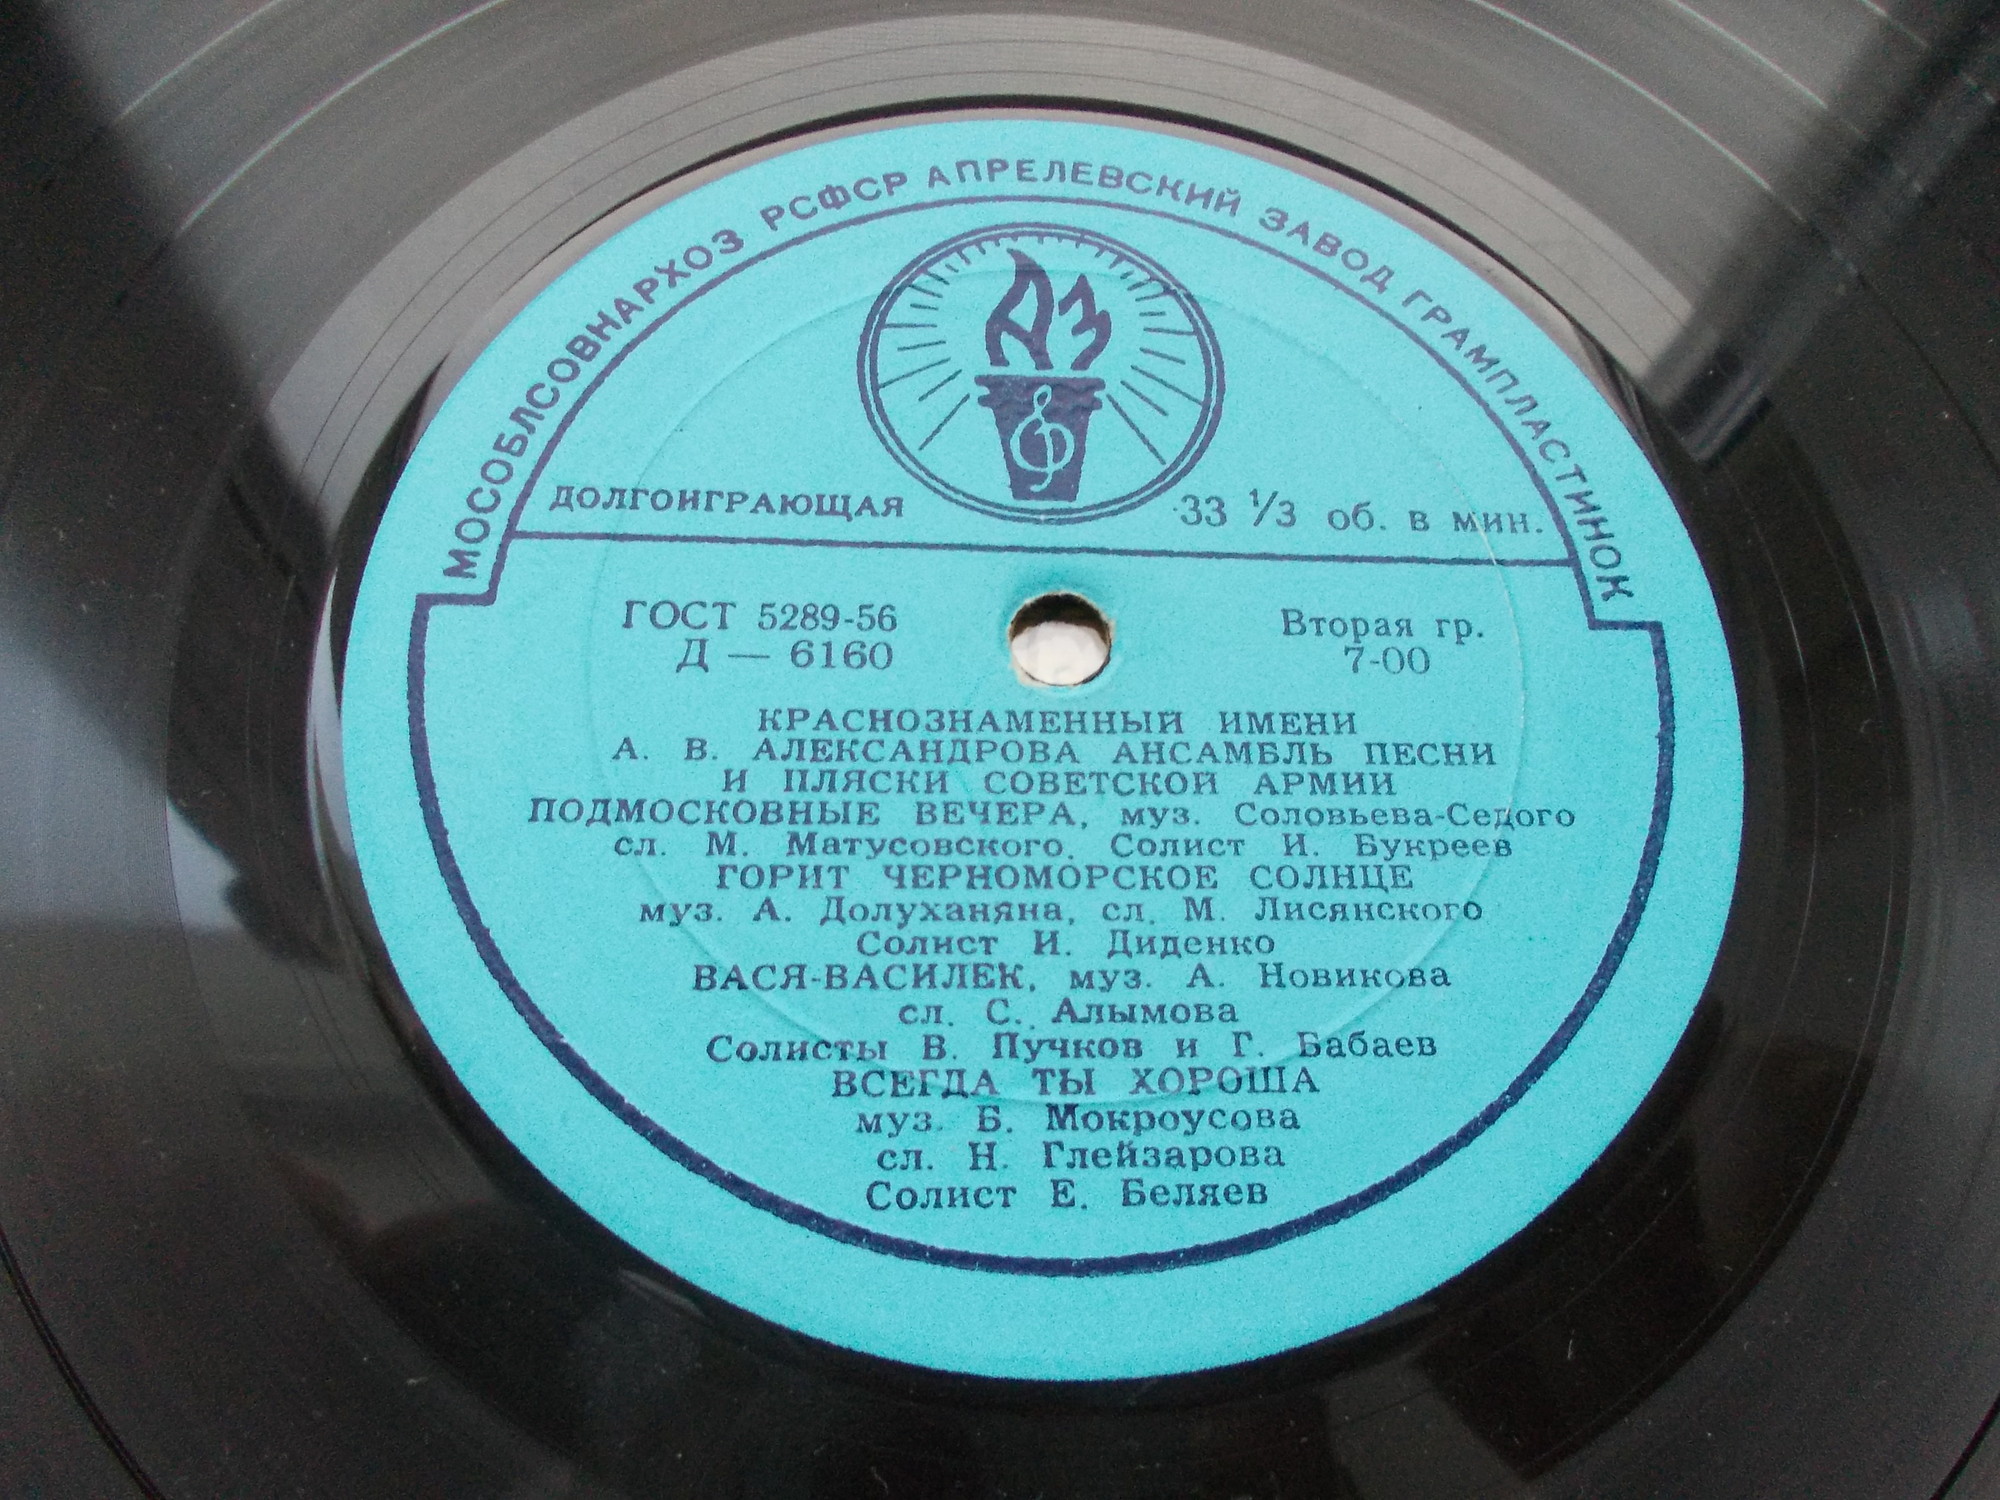 МОСОБЛСОВНАРХОЗ РСФСР АПРЕЛЕВСКИЙ ЗАВОД ГРАМПЛАСТИНОК
АЗ
ДОЛГОИГРАЮЩАЯ 33 1/3 об. в мин.
ГОСТ 5289-56 Вторая гр.
Д — 6160 7-00
КРАСНОЗНАМЕННЫЙ ИМЕНИ
А. В. АЛЕКСАНДРОВА АНСАМБЛЬ ПЕСНИ
И ПЛЯСКИ СОВЕТСКОЙ АРМИИ
ПОДМОСКОВНЫЕ ВЕЧЕРА, муз. Соловьева-Седого
сл. М. Матусовского. Солист И. Букреев
ГОРИТ ЧЕРНОМОРСКОЕ СОЛНЦЕ
муз. А. Долуханяна, сл. М. Лисянского
Солист И. Диденко
ВАСЯ-ВАСИЛЕК, муз. А. Новикова
сл. С. Алымова
Солисты В. Пучков и Г. Бабаев
ВСЕГДА ТЫ ХОРОША
муз. Б. Мокроусова
сл. Н. Глейзарова
Солист Е. Беляев